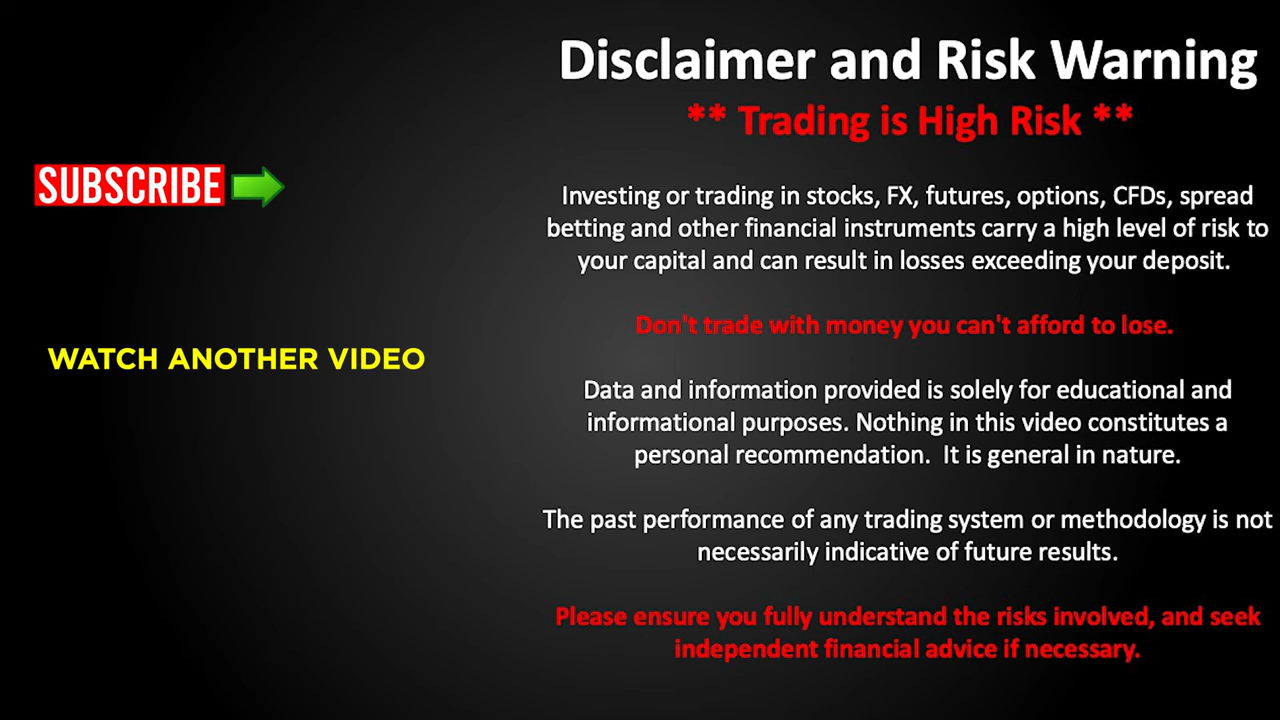 Disclaimer and Risk Warning
** Trading is High Risk **
SUBSCRIBE
Investing or trading in stocks, FX, futures, options, CFDs, spread
betting and other financial instruments carry a high level of risk to
your capital and can result in losses exceeding your deposit.
Don't trade with money you can't afford to lose.
WATCH ANOTHER VIDEO
Data and information provided is solely for educational and
informational purposes. Nothing in this video constitutes a
personal recommendation.  It is general in nature.
The past performance of any trading system or methodology is not
necessarily indicative of future results.
Please ensure you fully understand the risks involved, and seek
independent financial advice if necessary.